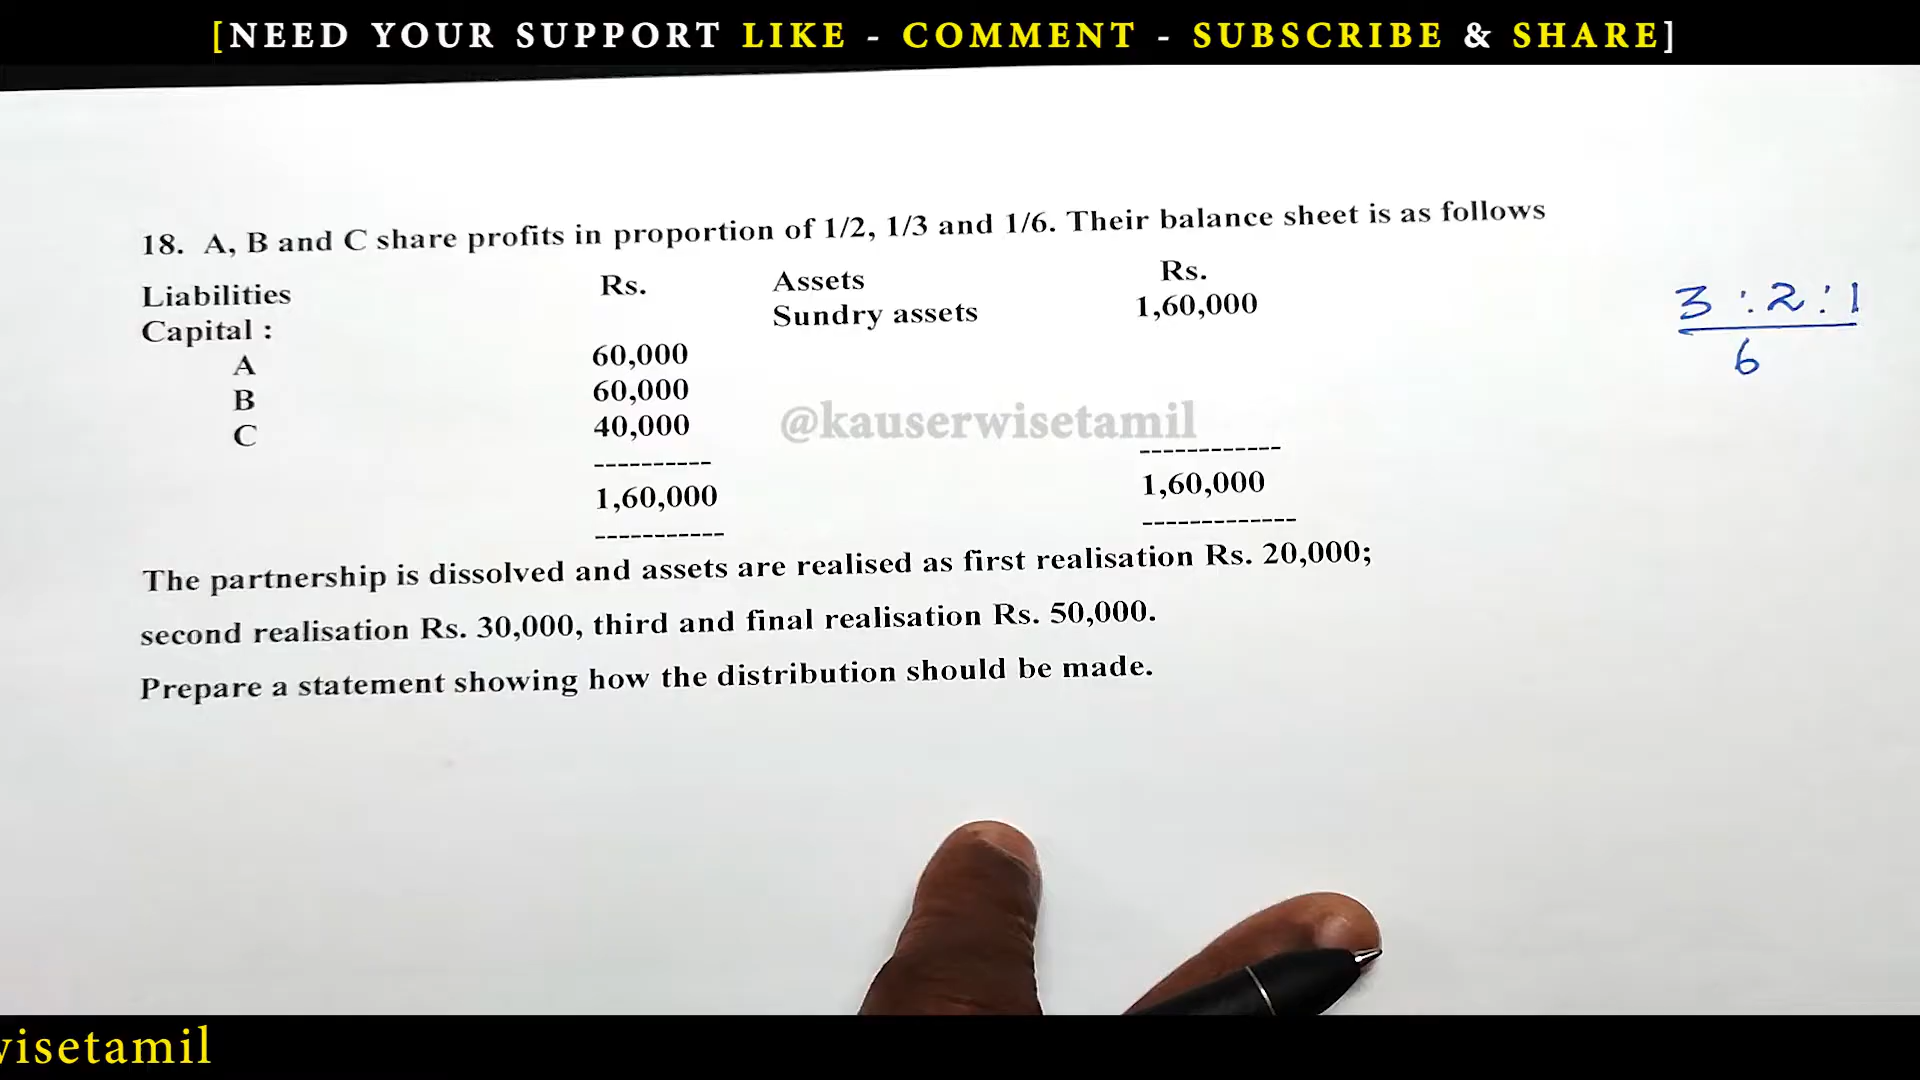 [NEED YOUR SUPPORT LIKE - COMMENT - SUBSCRIBE & SHARE]
18. A, B and C share profits in proportion of 1/2, 1/3 and 1/6. Their balance sheet is as follows
Liabilities Rs. Assets Rs.
Capital : Sundry assets 1,60,000
A 60,000
B 60,000
C 40,000
@kauserwisetamil
---------- ------------
1,60,000 1,60,000
----------- -------------
3 : 2 : 1
6
The partnership is dissolved and assets are realised as first realisation Rs. 20,000;
second realisation Rs. 30,000, third and final realisation Rs. 50,000.
Prepare a statement showing how the distribution should be made.
wisetamil